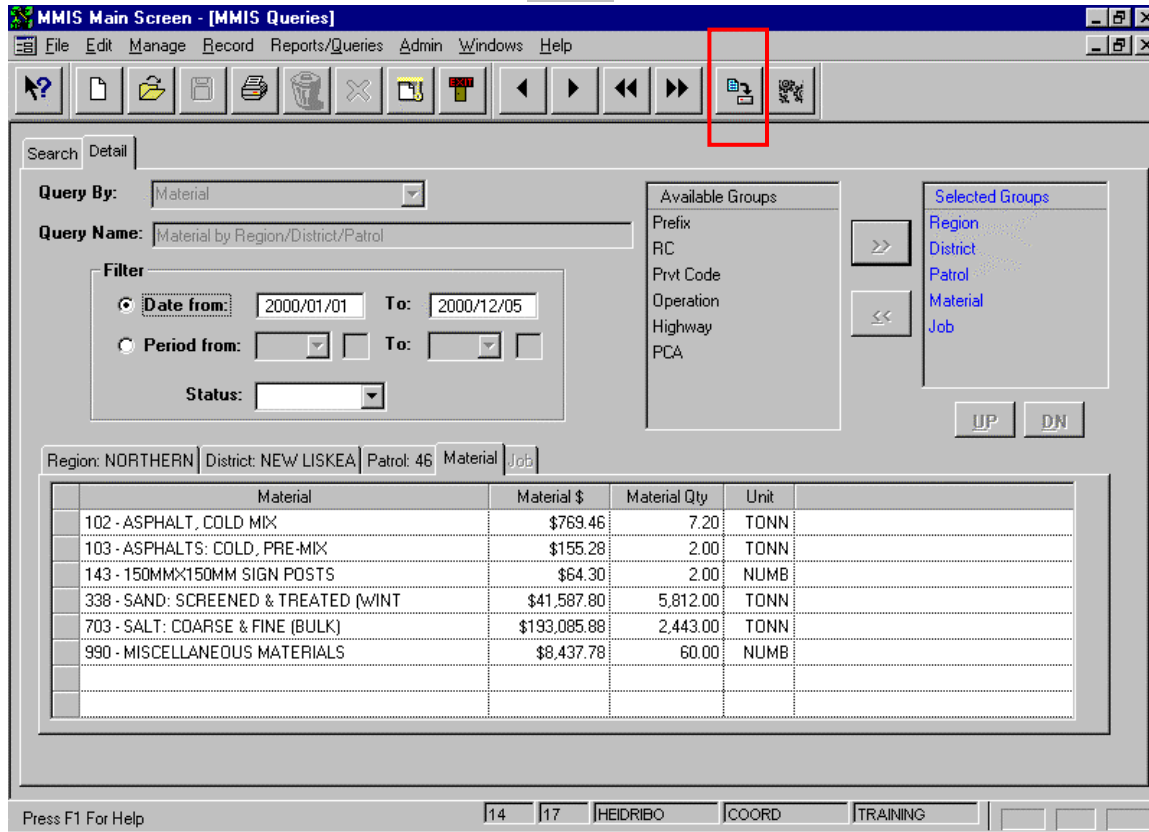 MMIS Main Screen - [MMIS Queries]
File Edit Manage Record Reports/Queries Admin Windows Help
EXIT
Search Detail
Query By: Material
Query Name: Material by Region/District/Patrol
Filter
Date from: 2000/01/01 To: 2000/12/05
Period from: To:
Status:
Available Groups
Prefix
RC
Prvt Code
Operation
Highway
PCA
>>
<<
Selected Groups
Region
District
Patrol
Material
Job
UP DN
Region: NORTHERN District: NEW LISKEA Patrol: 46 Material Job
Material Material $ Material Qty Unit
102 - ASPHALT, COLD MIX $769.46 7.20 TONN
103 - ASPHALTS: COLD, PRE-MIX $155.28 2.00 TONN
143 - 150MMX150MM SIGN POSTS $64.30 2.00 NUMB
338 - SAND: SCREENED & TREATED (WINT $41,587.80 5,812.00 TONN
703 - SALT: COARSE & FINE (BULK) $193,085.88 2,443.00 TONN
990 - MISCELLANEOUS MATERIALS $8,437.78 60.00 NUMB
Press F1 For Help 14 17 HEIDRIBO COORD TRAINING